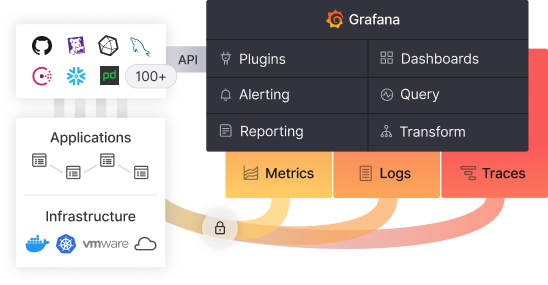 Grafana
API
Plugins
Dashboards
Alerting
Query
Reporting
Transform
pd
100+
Applications
Metrics
Logs
Traces
Infrastructure
vmware